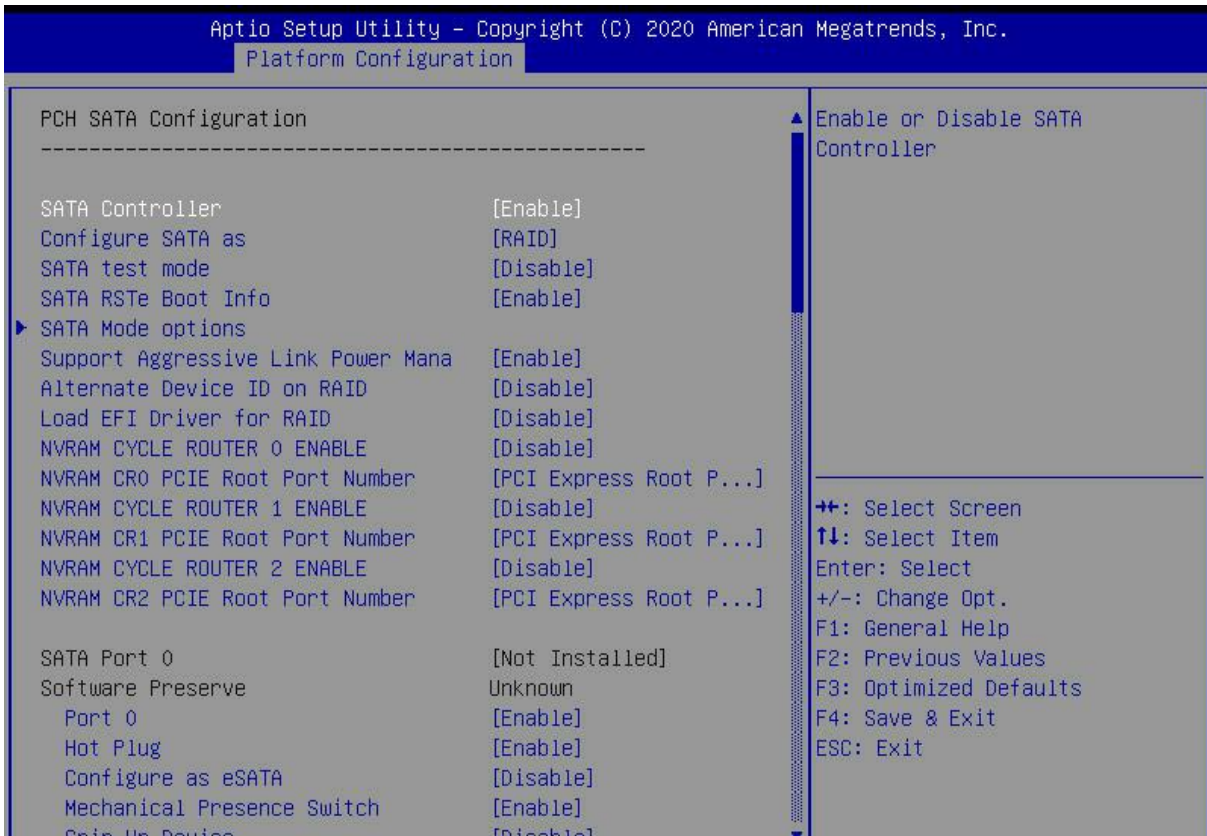 Aptio Setup Utility – Copyright (C) 2020 American Megatrends, Inc.
Platform Configuration
PCH SATA Configuration
--------------------------------------------------
SATA Controller [Enable]
Configure SATA as [RAID]
SATA test mode [Disable]
SATA RSTe Boot Info [Enable]
SATA Mode options
Support Aggressive Link Power Mana [Enable]
Alternate Device ID on RAID [Disable]
Load EFI Driver for RAID [Disable]
NVRAM CYCLE ROUTER 0 ENABLE [Disable]
NVRAM CR0 PCIE Root Port Number [PCI Express Root P...]
NVRAM CYCLE ROUTER 1 ENABLE [Disable]
NVRAM CR1 PCIE Root Port Number [PCI Express Root P...]
NVRAM CYCLE ROUTER 2 ENABLE [Disable]
NVRAM CR2 PCIE Root Port Number [PCI Express Root P...]
SATA Port 0 [Not Installed]
Software Preserve Unknown
Port 0 [Enable]
Hot Plug [Enable]
Configure as eSATA [Disable]
Mechanical Presence Switch [Enable]
Spin Up Device [Disable]
Enable or Disable SATA
Controller
→←: Select Screen
↑↓: Select Item
Enter: Select
+/-: Change Opt.
F1: General Help
F2: Previous Values
F3: Optimized Defaults
F4: Save & Exit
ESC: Exit